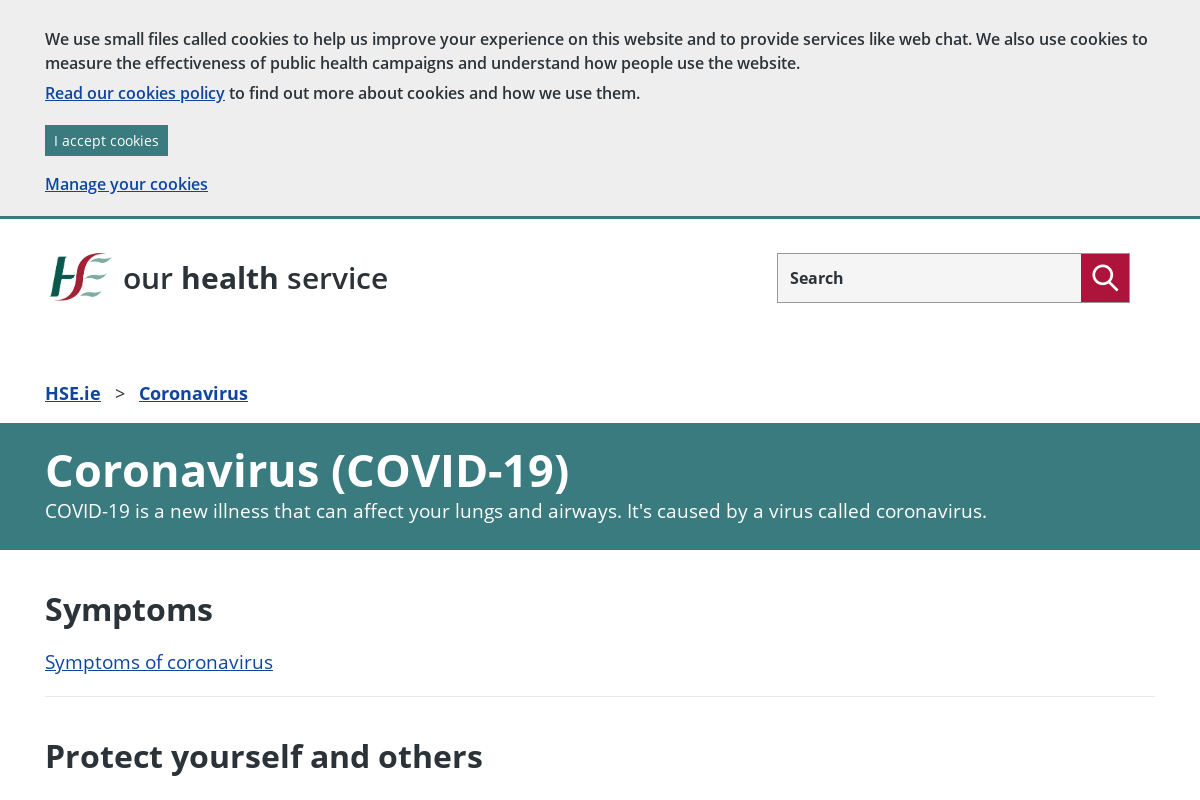 We use small files called cookies to help us improve your experience on this website and to provide services like web chat. We also use cookies to
measure the effectiveness of public health campaigns and understand how people use the website.
Read our cookies policy to find out more about cookies and how we use them.
I accept cookies
Manage your cookies
HSE our health service
Search
HSE.ie > Coronavirus
Coronavirus (COVID-19)
COVID-19 is a new illness that can affect your lungs and airways. It's caused by a virus called coronavirus.
Symptoms
Symptoms of coronavirus
Protect yourself and others